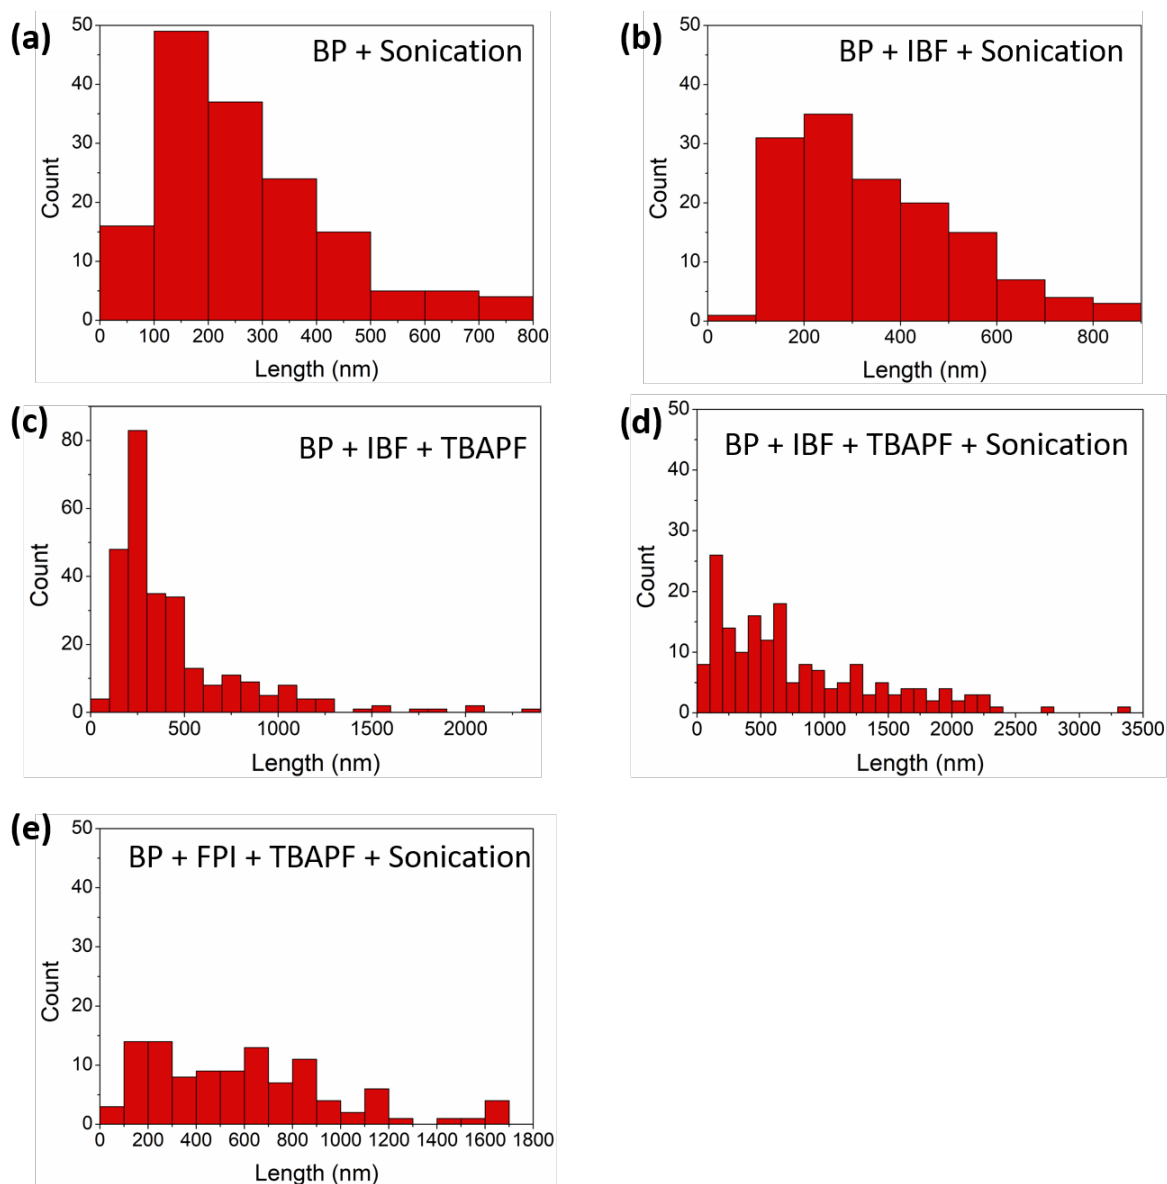 (a)
BP + Sonication
50
40
30
20
10
0
Count
0 100 200 300 400 500 600 700 800
Length (nm)
(b)
BP + IBF + Sonication
50
40
30
20
10
0
Count
0 200 400 600 800
Length (nm)
(c)
BP + IBF + TBAPF
80
60
40
20
0
Count
0 500 1000 1500 2000
Length (nm)
(d)
BP + IBF + TBAPF + Sonication
50
40
30
20
10
0
Count
0 500 1000 1500 2000 2500 3000 3500
Length (nm)
(e)
BP + FPI + TBAPF + Sonication
50
40
30
20
10
0
Count
0 200 400 600 800 1000 1200 1400 1600 1800
Length (nm)